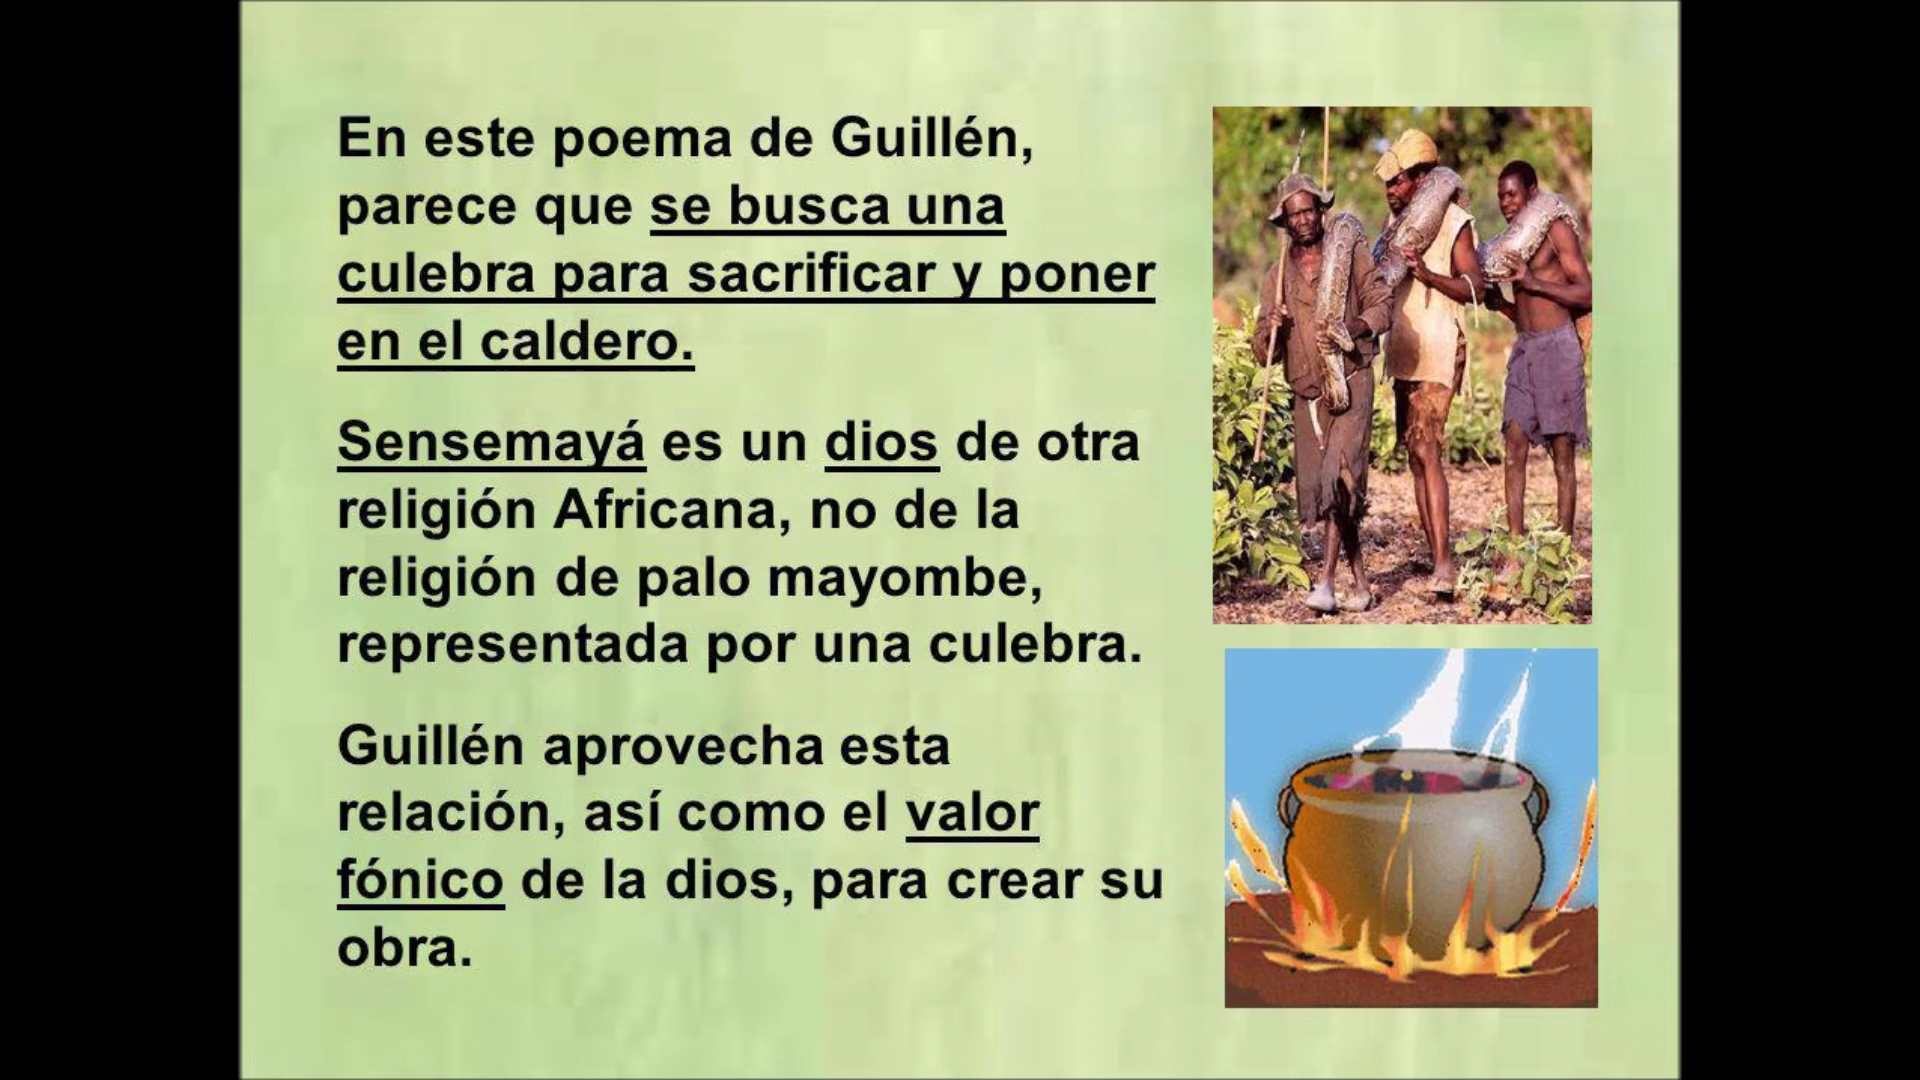 En este poema de Guillén,
parece que se busca una
culebra para sacrificar y poner
en el caldero.
Sensemayá es un dios de otra
religión Africana, no de la
religión de palo mayombe,
representada por una culebra.
Guillén aprovecha esta
relación, así como el valor
fónico de la dios, para crear su
obra.